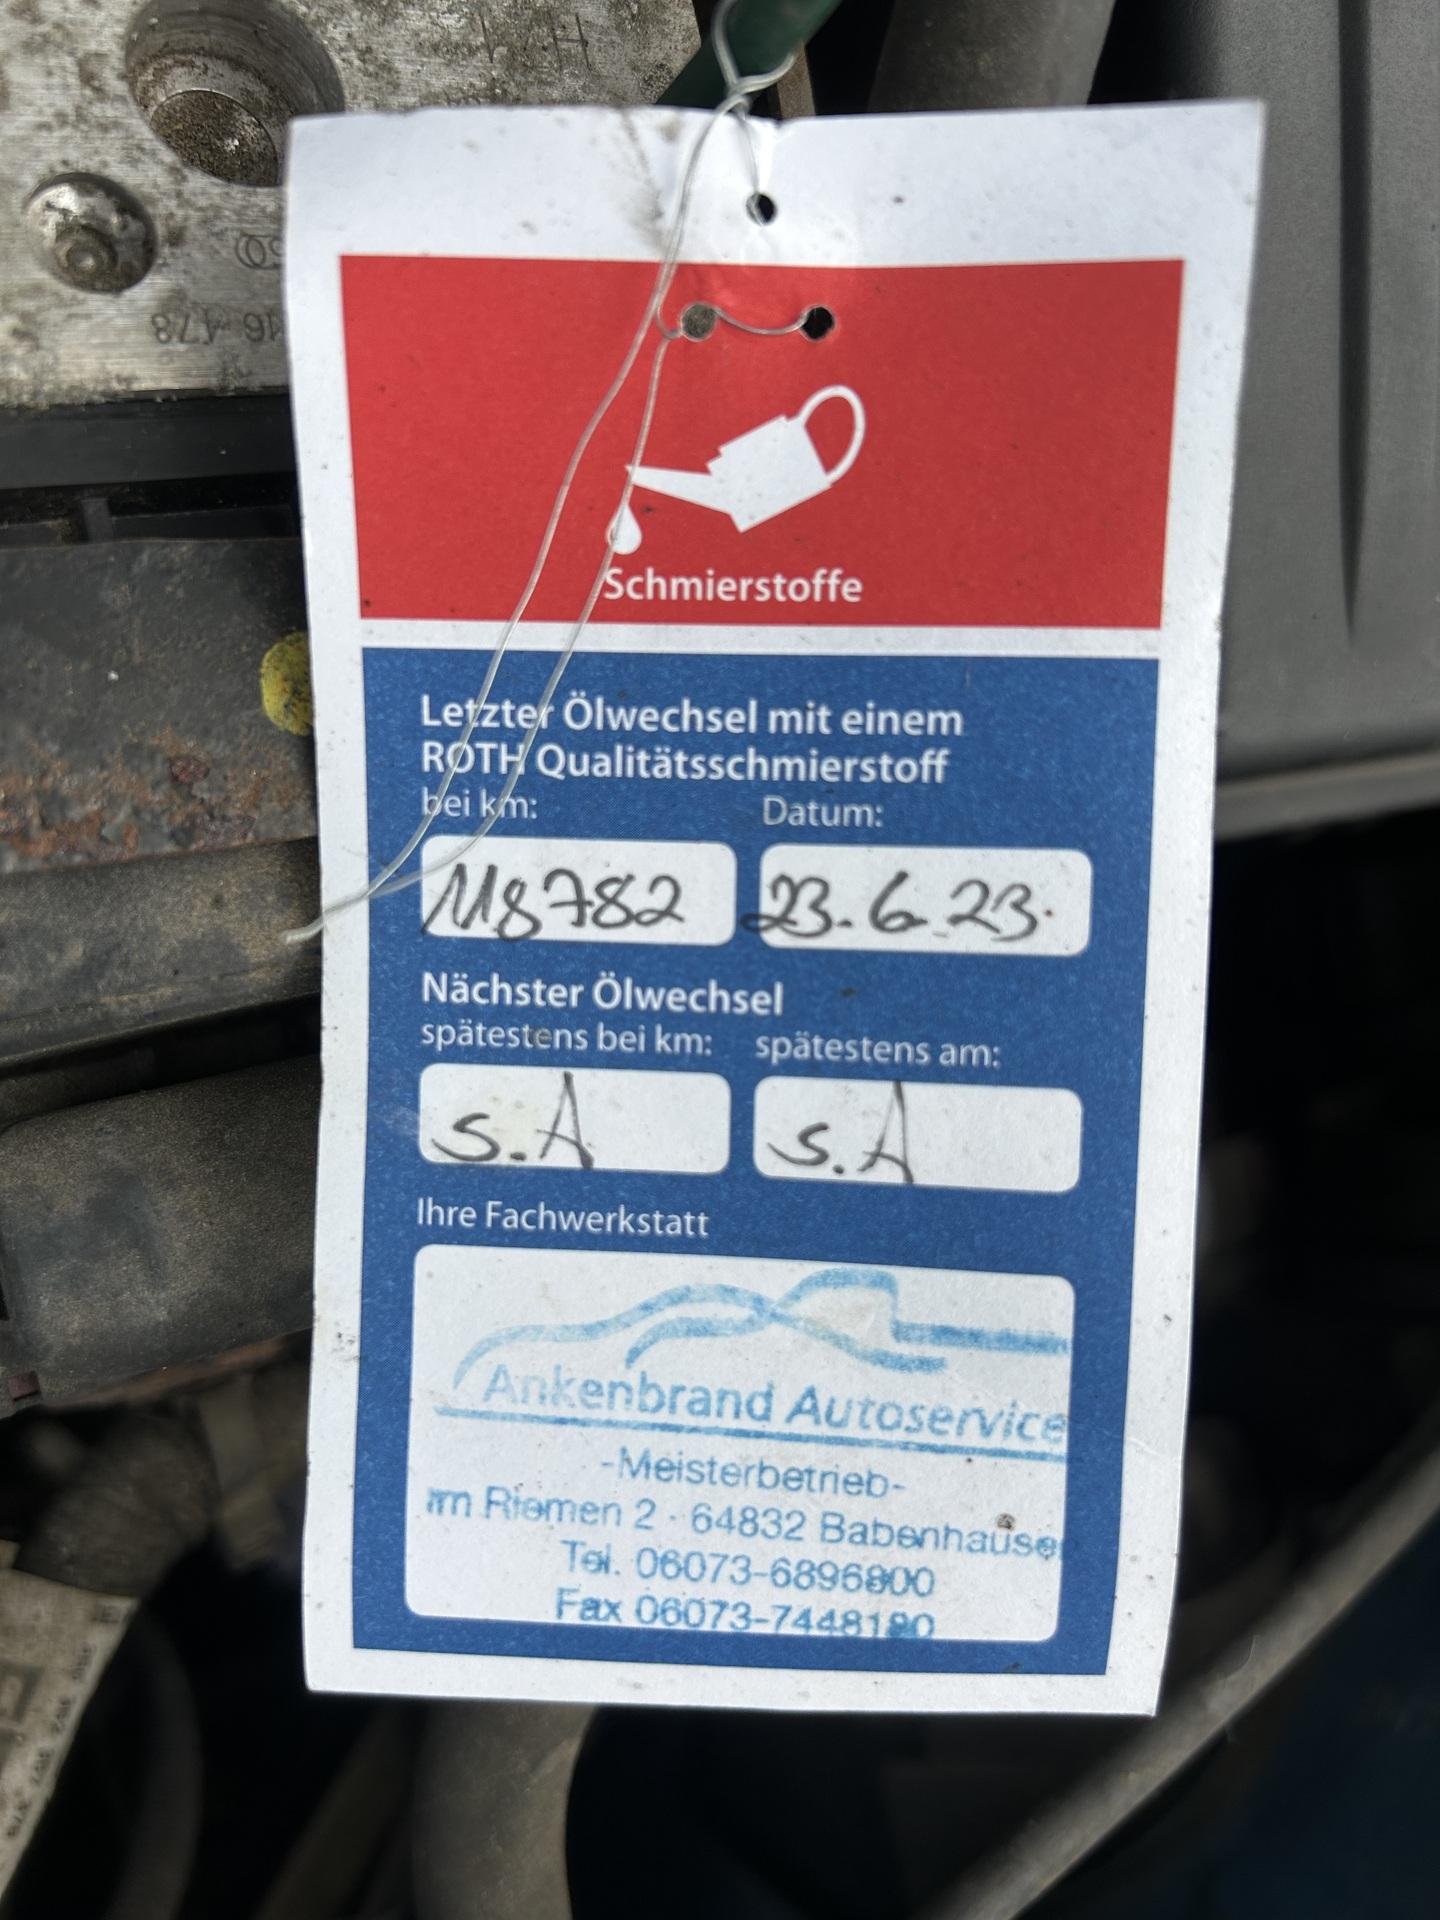 H
Schmierstoffe
Letzter Ölwechsel mit einem
ROTH Qualitätsschmierstoff
bei km: Datum:
118782 23.6.23.
Nächster Ölwechsel
spätestens bei km: spätestens am:
s.A s.A
Ihre Fachwerkstatt
Ankenbrand Autoservice
-Meisterbetrieb-
im Riemen 2 · 64832 Babenhause
Tel. 06073-6896800
Fax 06073-7448180